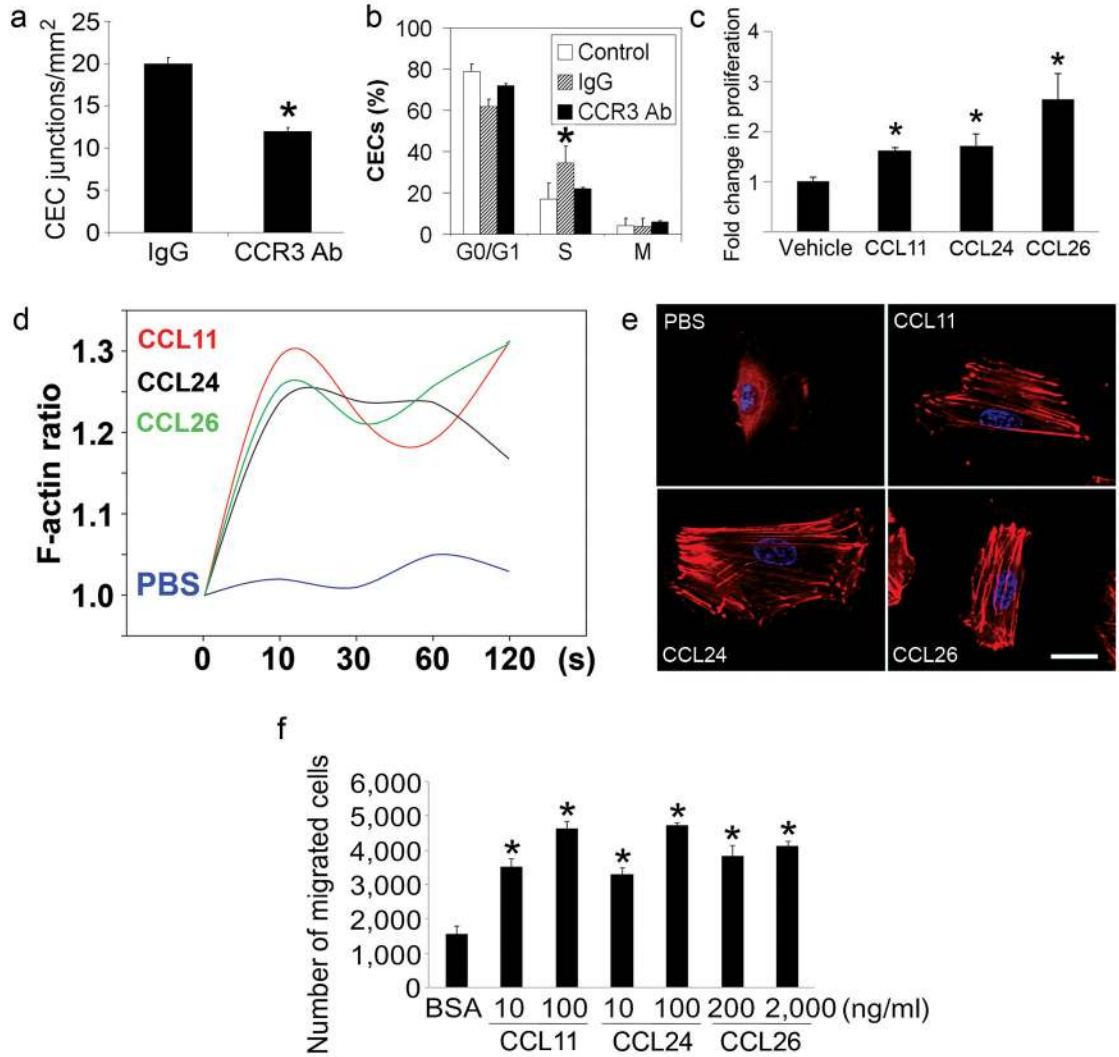 a
CEC junctions/mm2
25
20
15
10
5
0
IgG
CCR3 Ab
*
b
CECs (%)
100
80
60
40
20
0
Control
IgG
CCR3 Ab
*
G0/G1
S
M
c
Fold change in proliferation
4
3
2
1
*
*
*
Vehicle
CCL11
CCL24
CCL26
d
F-actin ratio
1.3
1.2
1.1
1.0
CCL11
CCL24
CCL26
PBS
0 10 30 60 120 (s)
e
PBS
CCL11
CCL24
CCL26
f
Number of migrated cells
6,000
5,000
4,000
3,000
2,000
1,000
0
* * * * * *
BSA 10 100 10 100 200 2,000 (ng/ml)
CCL11 CCL24 CCL26